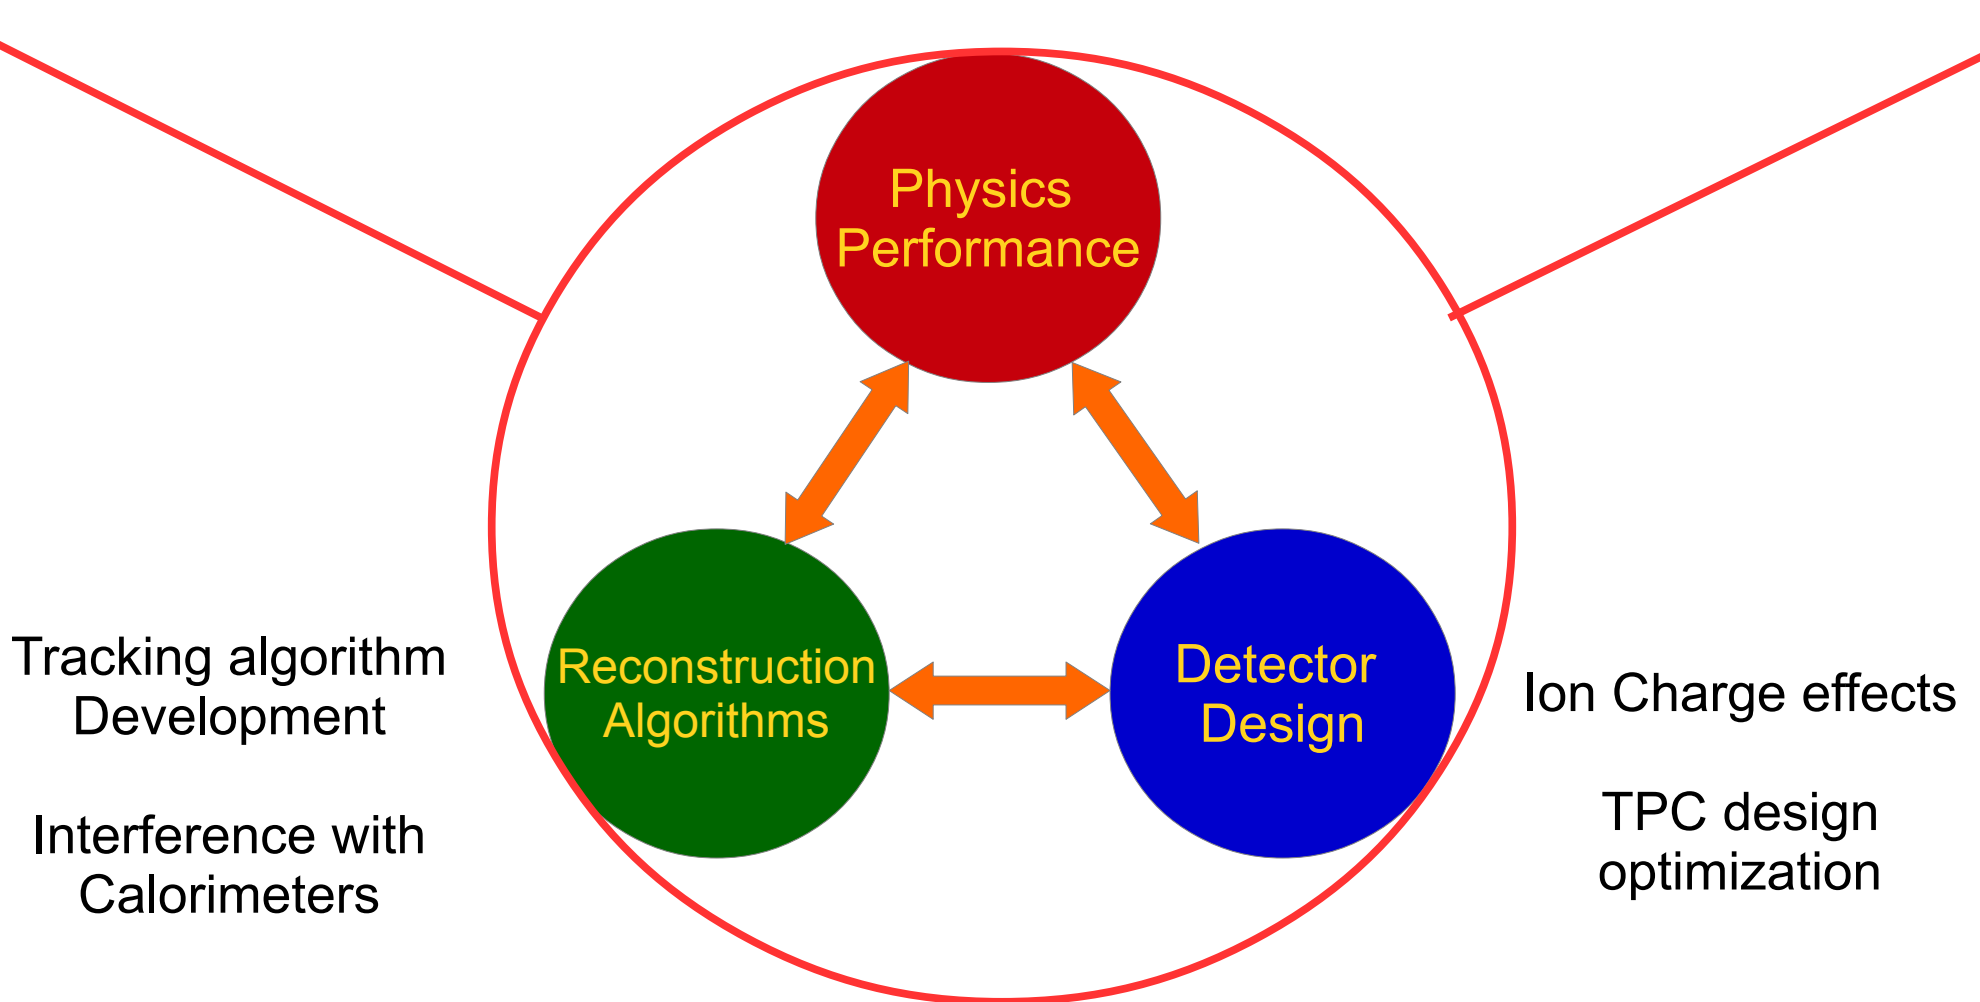 Physics
Performance
Tracking algorithm
Development
Interference with
Calorimeters
Reconstruction
Algorithms
Detector
Design
Ion Charge effects
TPC design
optimization